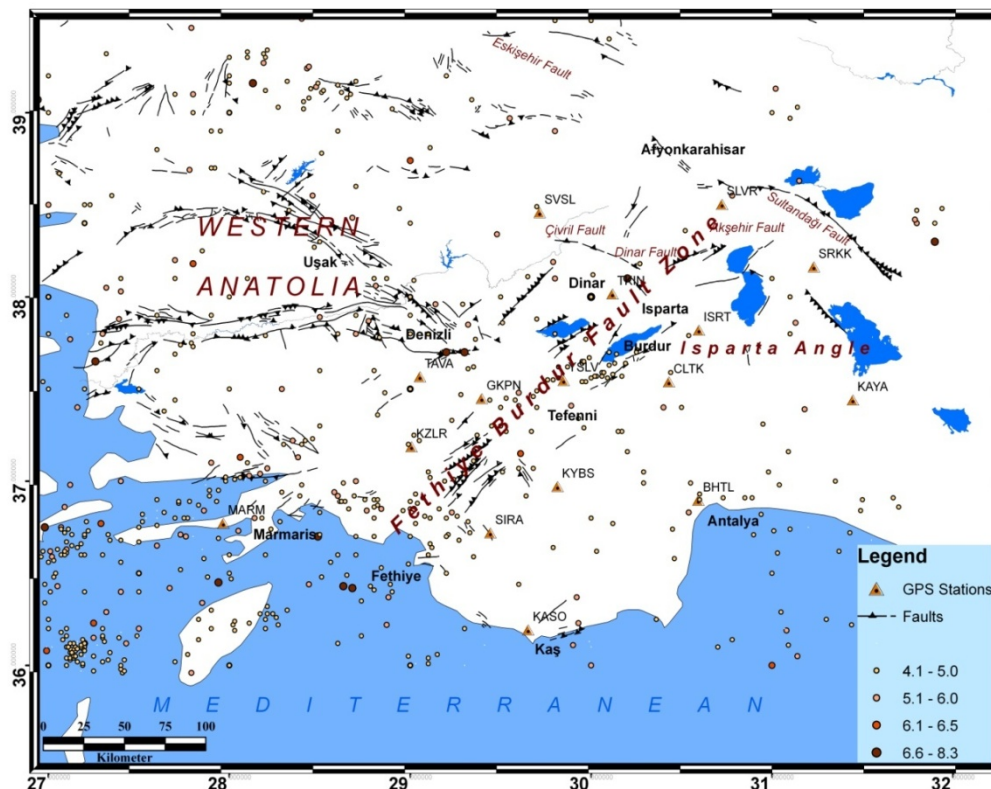 Eskişehir Fault
39
Afyonkarahisar
SVSL
SLVR
Sultandağı Fault
WESTERN
Çivril Fault
Akşehir Fault
Uşak
Dinar Fault
SRKK
ANATOLIA
Dinar
38
Isparta
ISRT
Denizli
Burdur
Isparta Angle
TAVA
CLTK
GKPN
KAYA
Tefenni
KZLR
Fethiye Burdur Fault Zone
37
KYBS
BHTL
MARM
SIRA
Antalya
Marmaris
Fethiye
Legend
GPS Stations
KASO
Faults
Kaş
36
4.1 - 5.0
MEDITERRANEAN
5.1 - 6.0
0 25 50 75 100
6.1 - 6.5
Kilometer
6.6 - 8.3
27 28 29 30 31 32